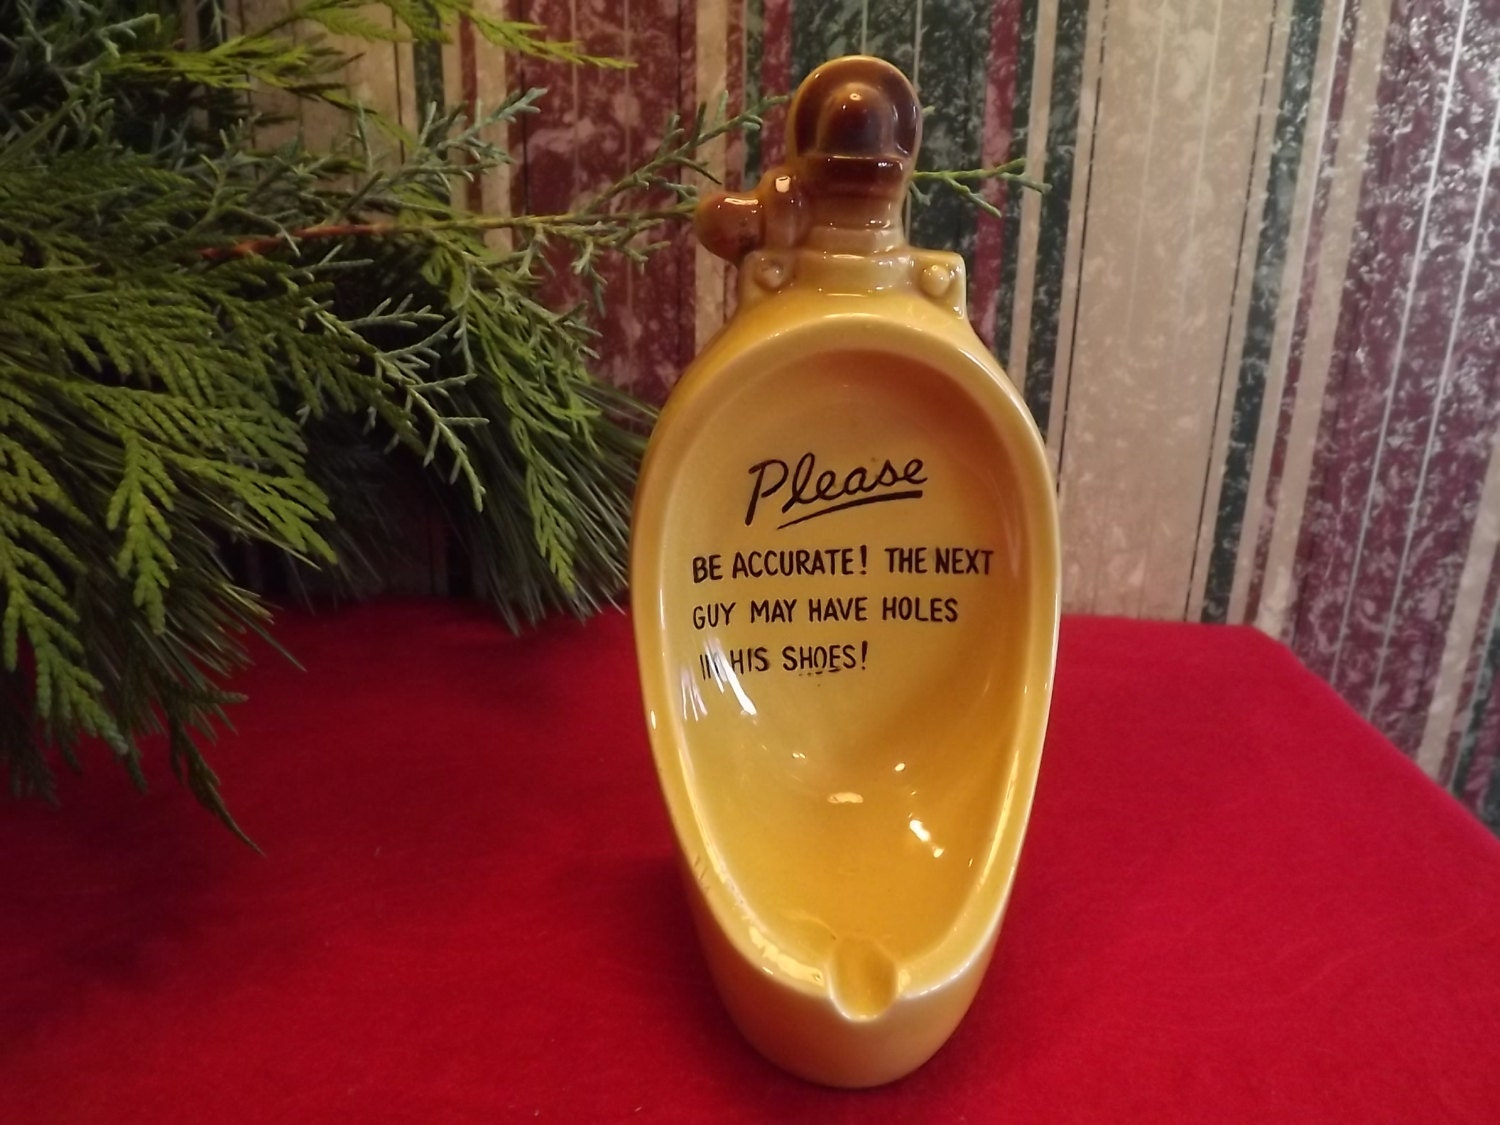 Please
BE ACCURATE! THE NEXT
GUY MAY HAVE HOLES
IN HIS SHOES!